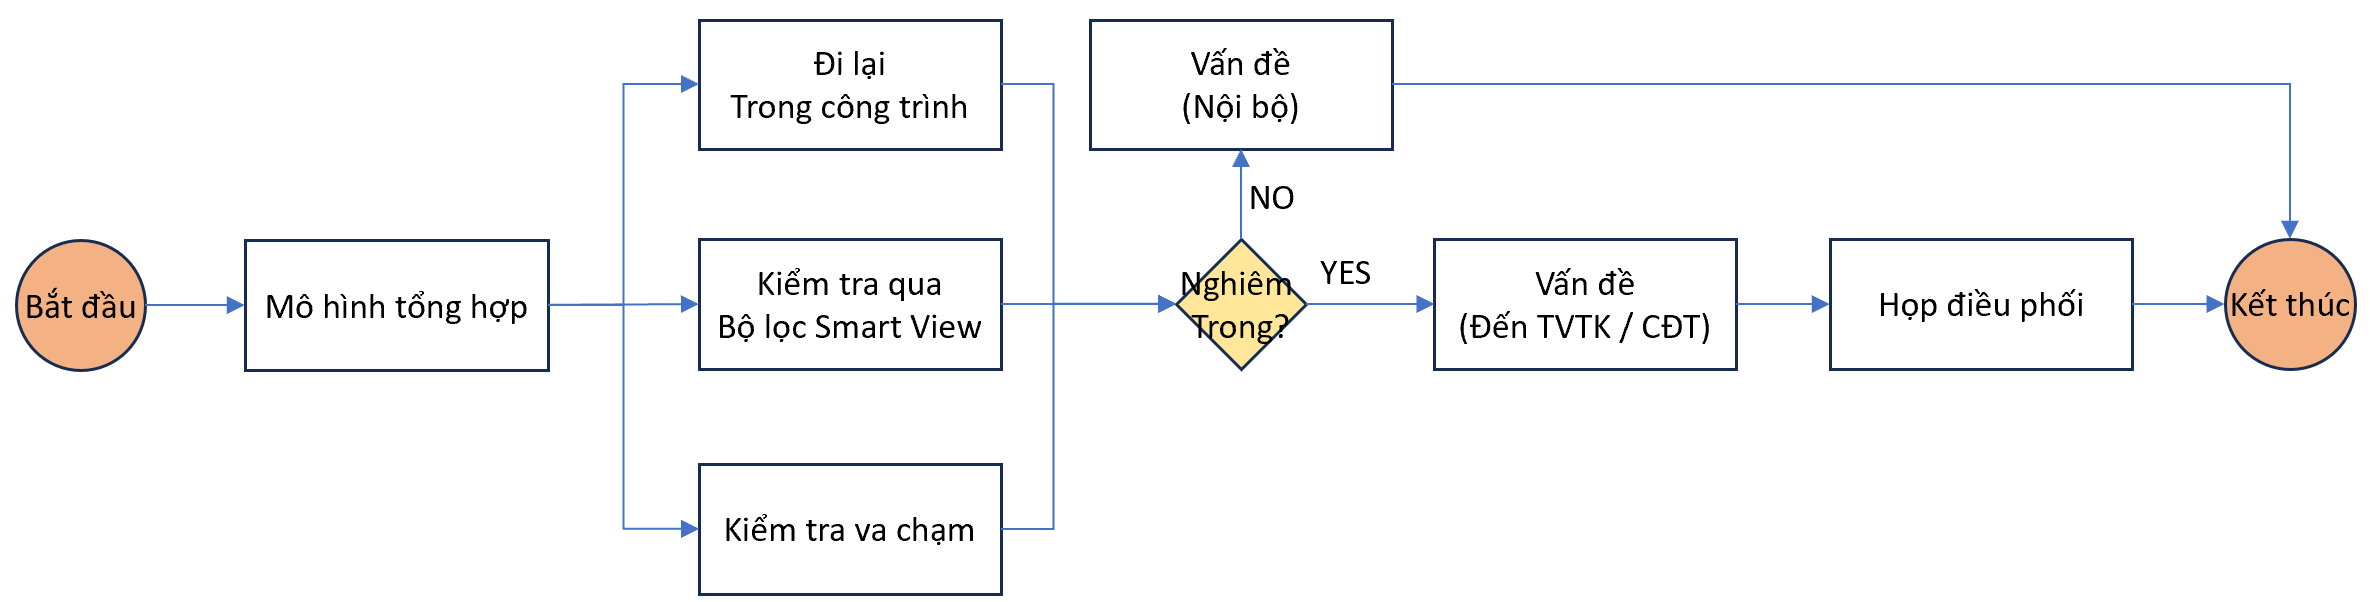 Bắt đầu
Mô hình tổng hợp
Đi lại
Trong công trình
Kiểm tra qua
Bộ lọc Smart View
Kiểm tra va chạm
Nghiêm
Trong?
NO
Vấn đề
(Nội bộ)
YES
Vấn đề
(Đến TVTK / CĐT)
Họp điều phối
Kết thúc